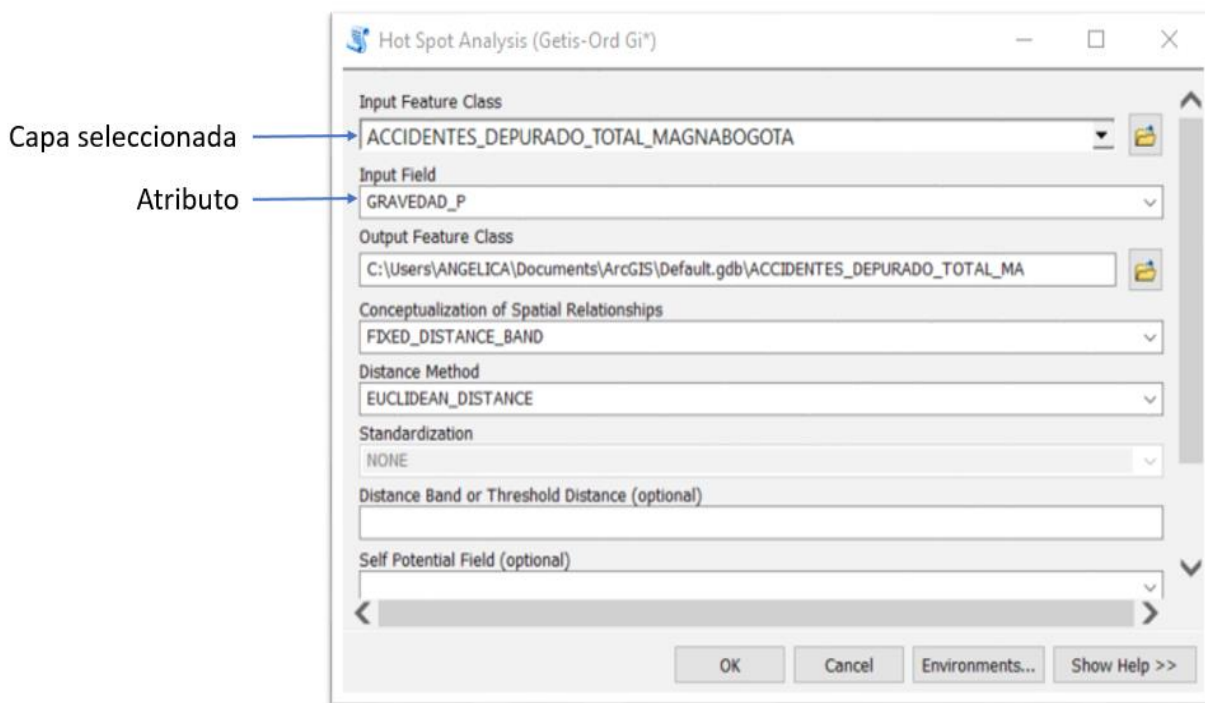 Hot Spot Analysis (Getis-Ord Gi*)
Input Feature Class
Capa seleccionada
ACCIDENTES_DEPURADO_TOTAL_MAGNABOGOTA
Input Field
Atributo
GRAVEDAD_P
Output Feature Class
C:\Users\ANGELICA\Documents\ArcGIS\Default.gdb\ACCIDENTES_DEPURADO_TOTAL_MA
Conceptualization of Spatial Relationships
FIXED_DISTANCE_BAND
Distance Method
EUCLIDEAN_DISTANCE
Standardization
NONE
Distance Band or Threshold Distance (optional)
Self Potential Field (optional)
OK Cancel Environments... Show Help >>